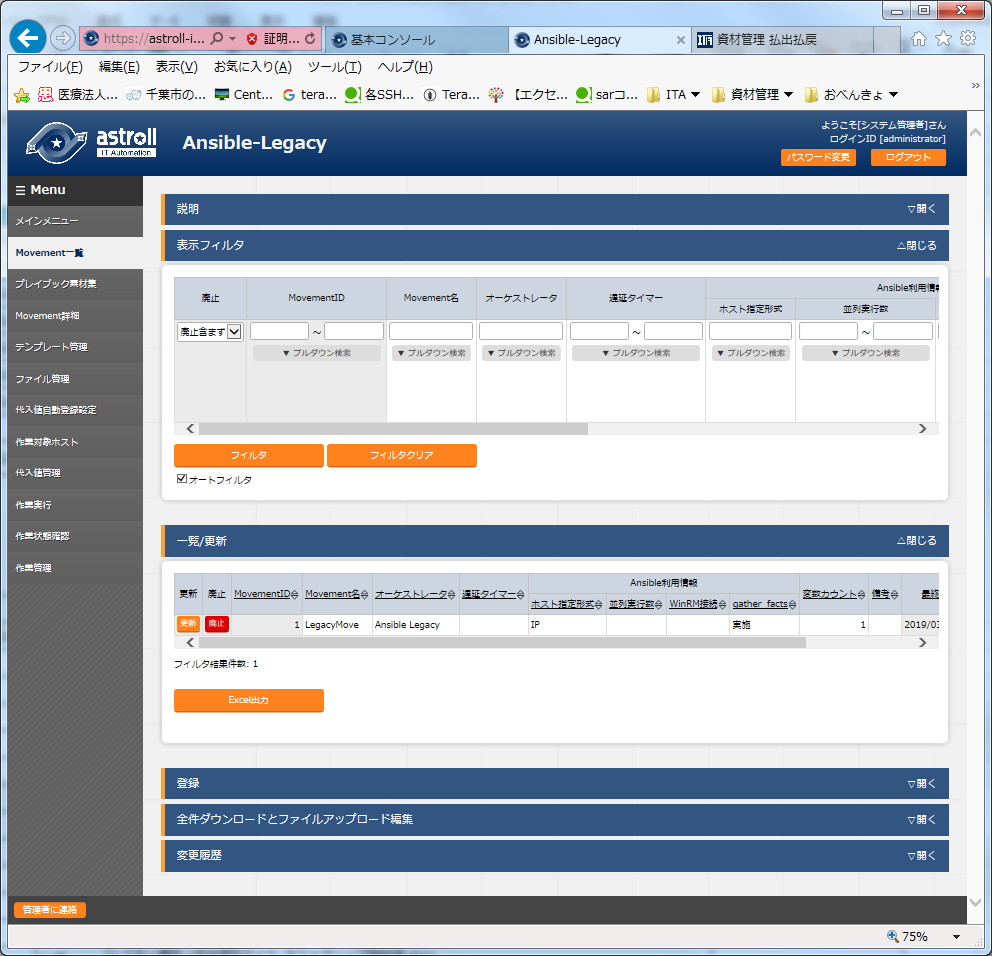 https://astroll-i... 証明... 基本コンソール Ansible-Legacy 資材管理 払出払戻
ファイル(F) 編集(E) 表示(V) お気に入り(A) ツール(T) ヘルプ(H)
医療法人... 千葉市の... Cent... tera... 各SSH... Tera... 【エクセ... sarコ... ITA 資材管理 おべんきょ
astroll
IT Automation
Ansible-Legacy
ようこそ[システム管理者]さん
ログインID [administrator]
パスワード変更 ログアウト
☰ Menu
メインメニュー
Movement一覧
プレイブック素材集
Movement詳細
テンプレート管理
ファイル管理
代入値自動登録設定
作業対象ホスト
代入値管理
作業実行
作業状態確認
作業管理
説明 ▽開く
表示フィルタ △閉じる
廃止 MovementID Movement名 オーケストレータ 遅延タイマー Ansible利用情報
ホスト指定形式 並列実行数
廃止含まず ～ ～ ～
▼プルダウン検索 ▼プルダウン検索 ▼プルダウン検索 ▼プルダウン検索 ▼プルダウン検索 ▼プルダウン検索
フィルタ フィルタクリア
オートフィルタ
一覧/更新 △閉じる
更新 廃止 MovementID Movement名 オーケストレータ 遅延タイマー Ansible利用情報 変数カウント 備考 最終
ホスト指定形式 並列実行数 WinRM接続 gather_facts
更新 廃止 1 LegacyMove Ansible Legacy IP 実施 1 2019/03
フィルタ結果件数: 1
Excel出力
登録 ▽開く
全件ダウンロードとファイルアップロード編集 ▽開く
変更履歴 ▽開く
管理者に連絡
75%